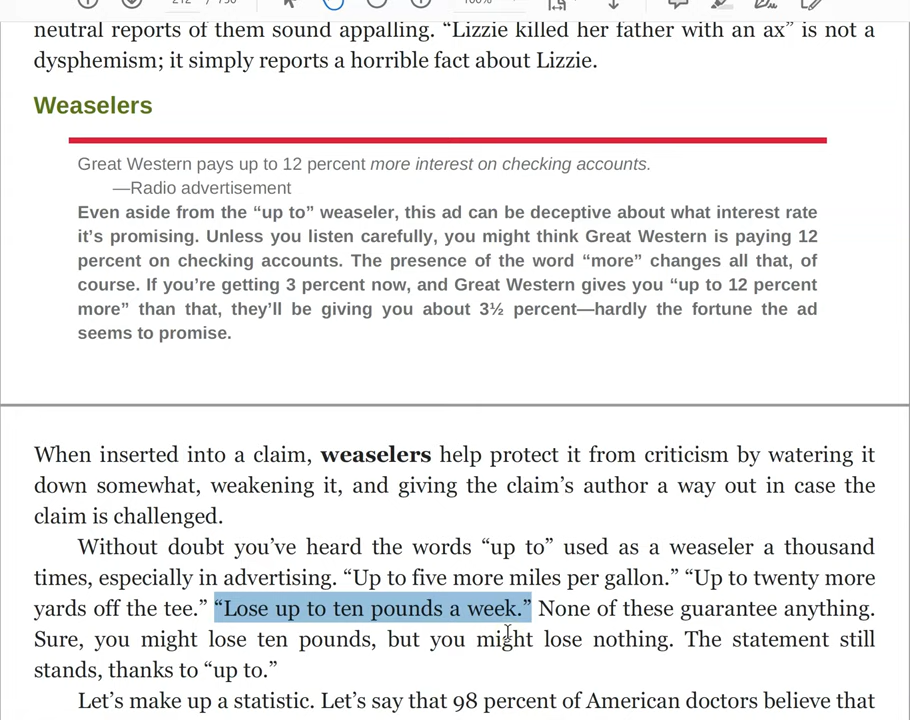 neutral reports of them sound appalling. “Lizzie killed her father with an ax” is not a
dysphemism; it simply reports a horrible fact about Lizzie.
Weaselers
Great Western pays up to 12 percent more interest on checking accounts.
—Radio advertisement
Even aside from the “up to” weaseler, this ad can be deceptive about what interest rate
it’s promising. Unless you listen carefully, you might think Great Western is paying 12
percent on checking accounts. The presence of the word “more” changes all that, of
course. If you’re getting 3 percent now, and Great Western gives you “up to 12 percent
more” than that, they’ll be giving you about 3½ percent—hardly the fortune the ad
seems to promise.
When inserted into a claim, weaselers help protect it from criticism by watering it
down somewhat, weakening it, and giving the claim’s author a way out in case the
claim is challenged.
Without doubt you’ve heard the words “up to” used as a weaseler a thousand
times, especially in advertising. “Up to five more miles per gallon.” “Up to twenty more
yards off the tee.” “Lose up to ten pounds a week.” None of these guarantee anything.
Sure, you might lose ten pounds, but you might lose nothing. The statement still
stands, thanks to “up to.”
Let’s make up a statistic. Let’s say that 98 percent of American doctors believe that